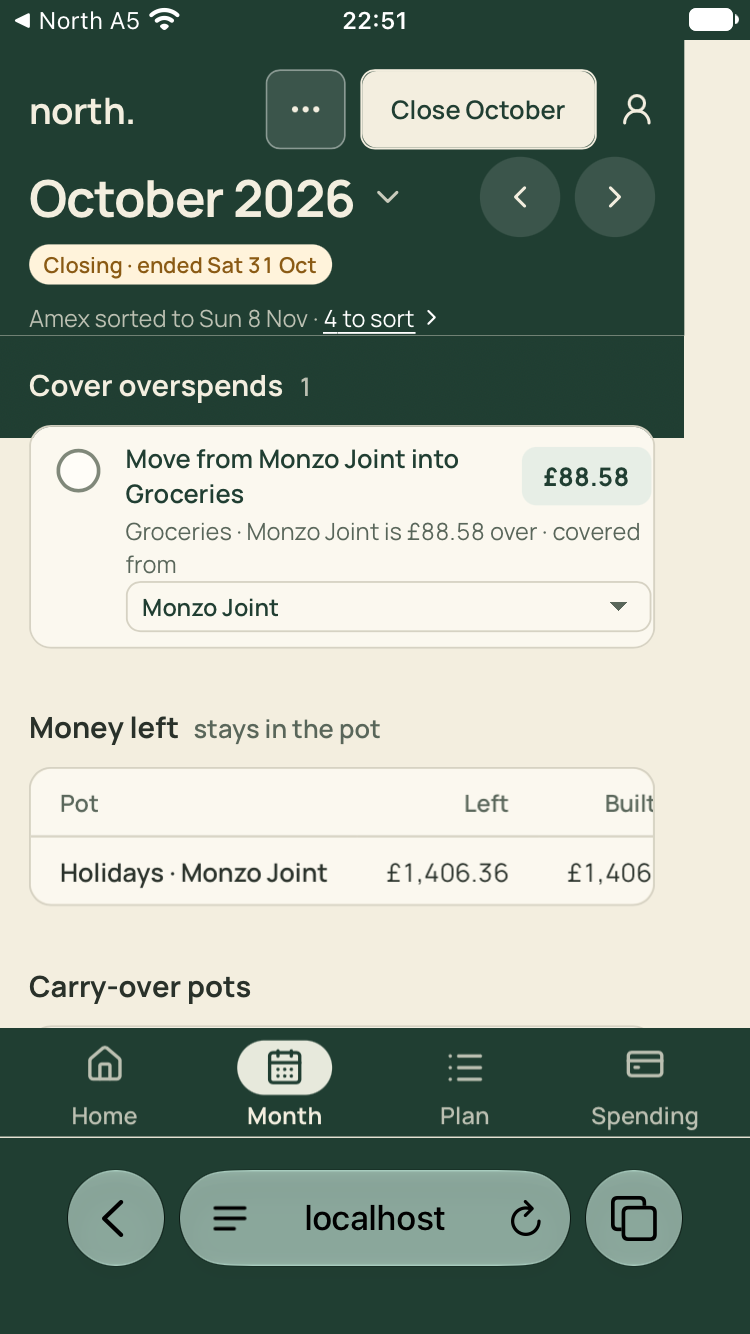 ◀ North A5
22:51
north.
···
Close October
October 2026
Closing · ended Sat 31 Oct
Amex sorted to Sun 8 Nov · 4 to sort
Cover overspends 1
Move from Monzo Joint into
Groceries
£88.58
Groceries · Monzo Joint is £88.58 over · covered
from
Monzo Joint
Money left stays in the pot
Pot Left Built
Holidays · Monzo Joint £1,406.36 £1,406
Carry-over pots
Home Month Plan Spending
localhost